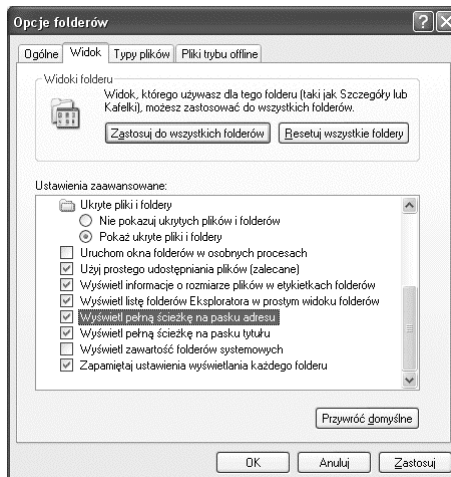 Opcje folderów
Ogólne Widok Typy plików Pliki trybu offline
Widoki folderu
Widok, którego używasz dla tego folderu (taki jak Szczegóły lub
Kafelki), możesz zastosować do wszystkich folderów.
Zastosuj do wszystkich folderów Resetuj wszystkie foldery
Ustawienia zaawansowane:
Ukryte pliki i foldery
Nie pokazuj ukrytych plików i folderów
Pokaż ukryte pliki i foldery
Uruchom okna folderów w osobnych procesach
Użyj prostego udostępniania plików (zalecane)
Wyświetl informacje o rozmiarze plików w etykietkach folderów
Wyświetl listę folderów Eksploratora w prostym widoku folderów
Wyświetl pełną ścieżkę na pasku adresu
Wyświetl pełną ścieżkę na pasku tytułu
Wyświetl zawartość folderów systemowych
Zapamiętaj ustawienia wyświetlania każdego folderu
Przywróć domyślne
OK Anuluj Zastosuj